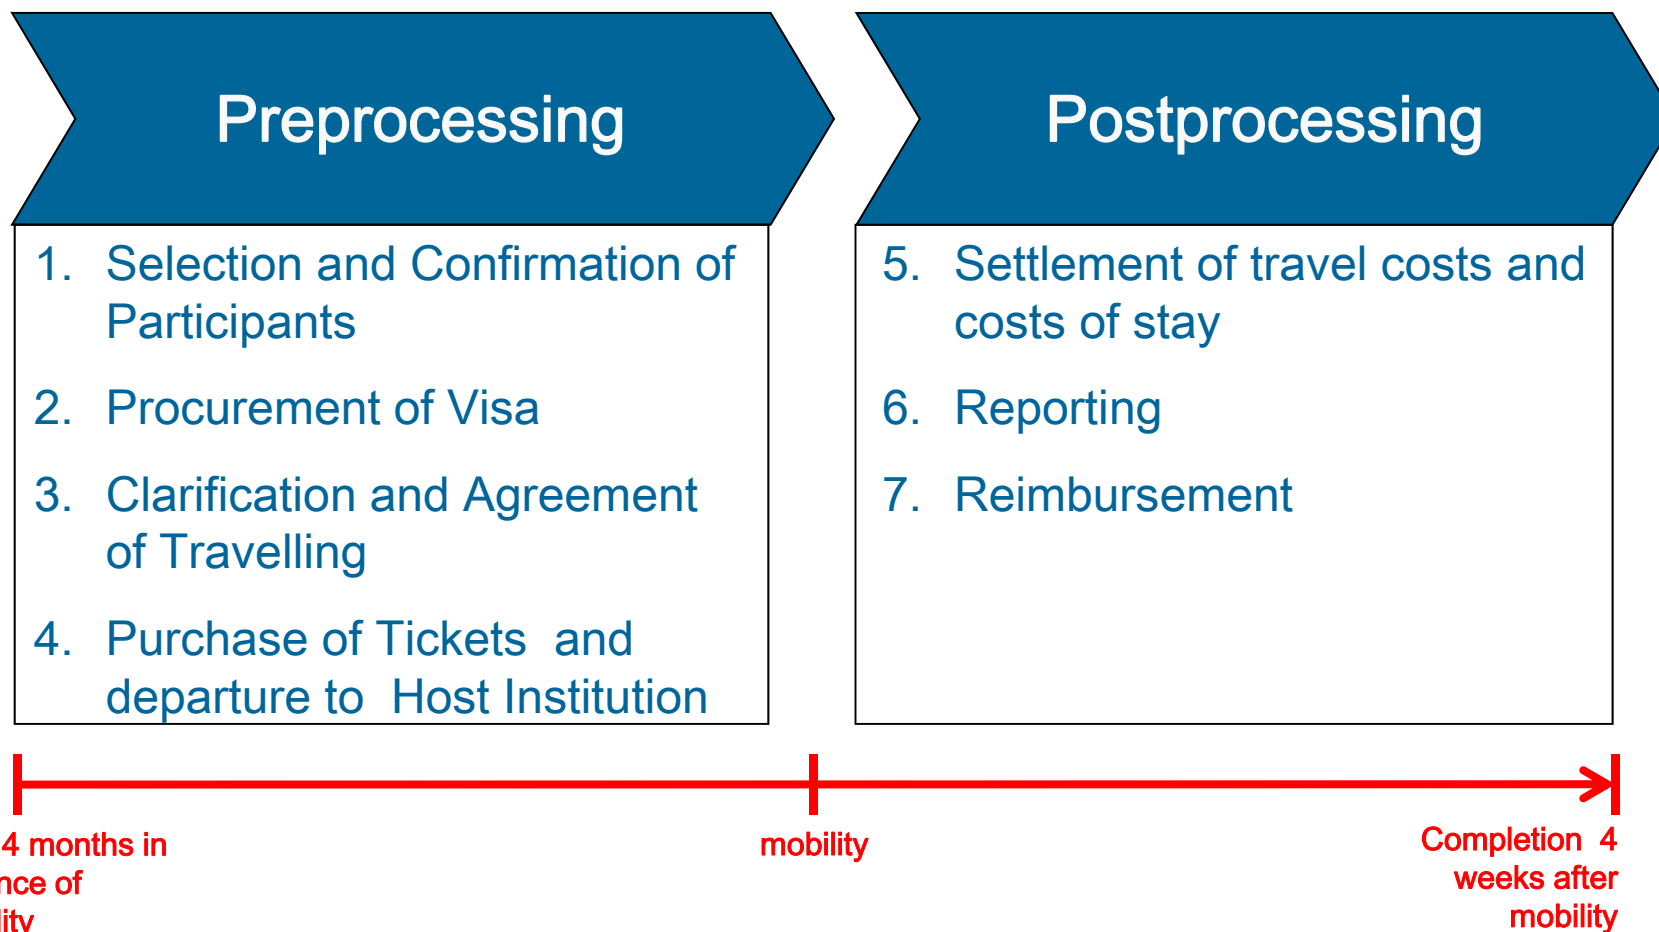 Preprocessing
1. Selection and Confirmation of
Participants
2. Procurement of Visa
3. Clarification and Agreement
of Travelling
4. Purchase of Tickets  and
departure to  Host Institution
Postprocessing
5. Settlement of travel costs and
costs of stay
6. Reporting
7. Reimbursement
4 months in
of
mobility
Completion  4
weeks after
mobility